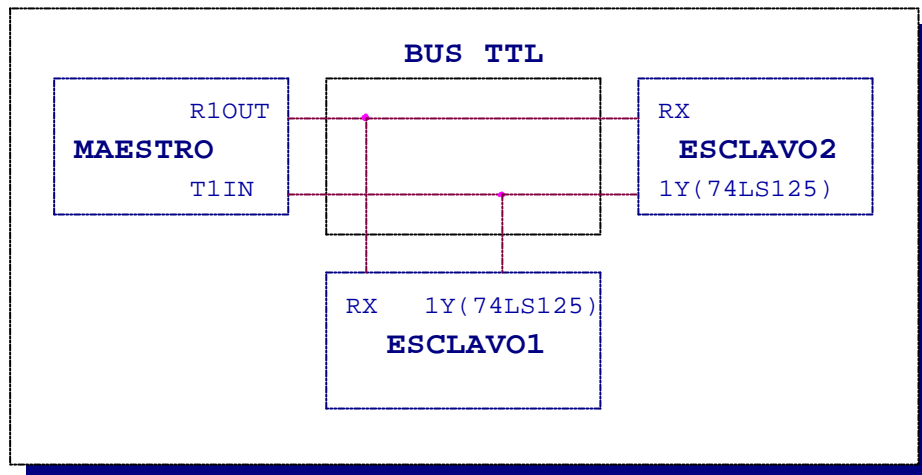 BUS TTL
R1OUT
MAESTRO
T1IN
RX
ESCLAVO2
1Y(74LS125)
RX 1Y(74LS125)
ESCLAVO1